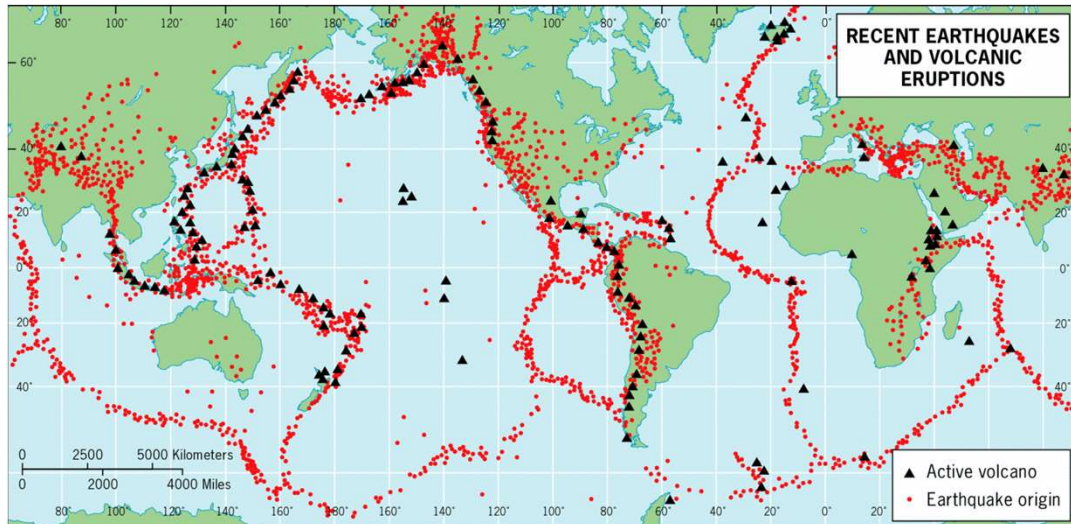 80 100 120 140 160 180 160 140 120 100 80 60 40 20 0°
RECENT EARTHQUAKES
AND VOLCANIC
ERUPTIONS
60°
40° 40°
20° 20°
0° 0°
20° 20°
40° 40°
0 2500 5000 Kilometers
0 2000 4000 Miles
Active volcano
Earthquake origin
80 100 120 140 160 180 160 140 120 100 80 60 40 20 0° 20